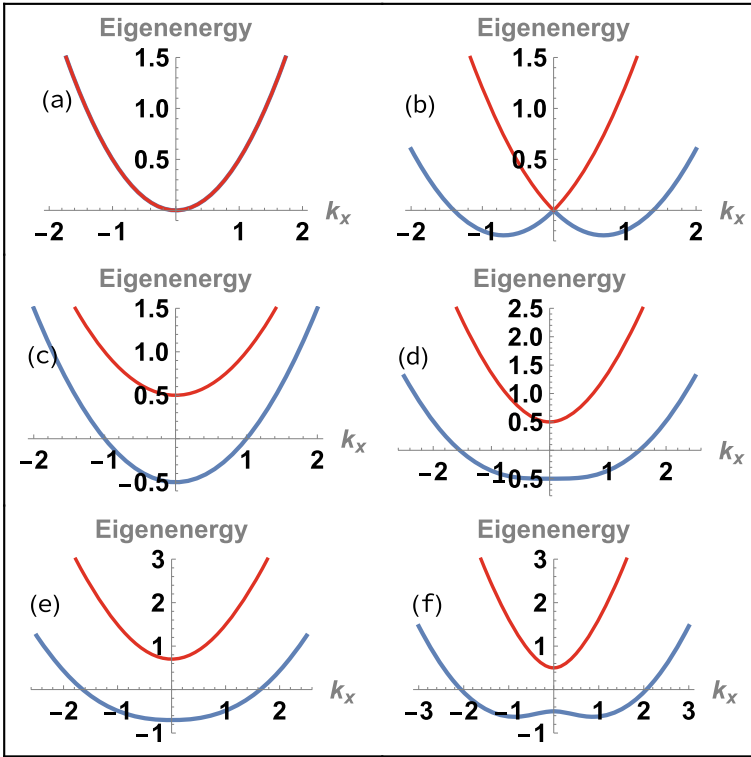 Eigenenergy
1.5
(a)
1.0
0.5
k_x
−2 −1 1 2
Eigenenergy
1.5
(b)
1.0
0.5
k_x
−2 −1 1 2
Eigenenergy
1.5
(c)
1.0
0.5
k_x
−2 −1 1 2
−0.5
Eigenenergy
2.5
2.0
(d)
1.5
1.0
0.5
k_x
−2 −1 1 2
−0.5
Eigenenergy
3
(e)
2
1
k_x
−2 −1 1 2
−1
Eigenenergy
3
(f)
2
1
k_x
−3 −2 −1 1 2 3
−1